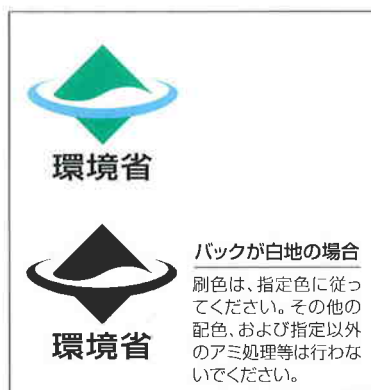 環境省
環境省
バックが白地の場合
刷色は、指定色に従っ
てください。その他の
配色、および指定以外
のアミ処理等は行わな
いでください。